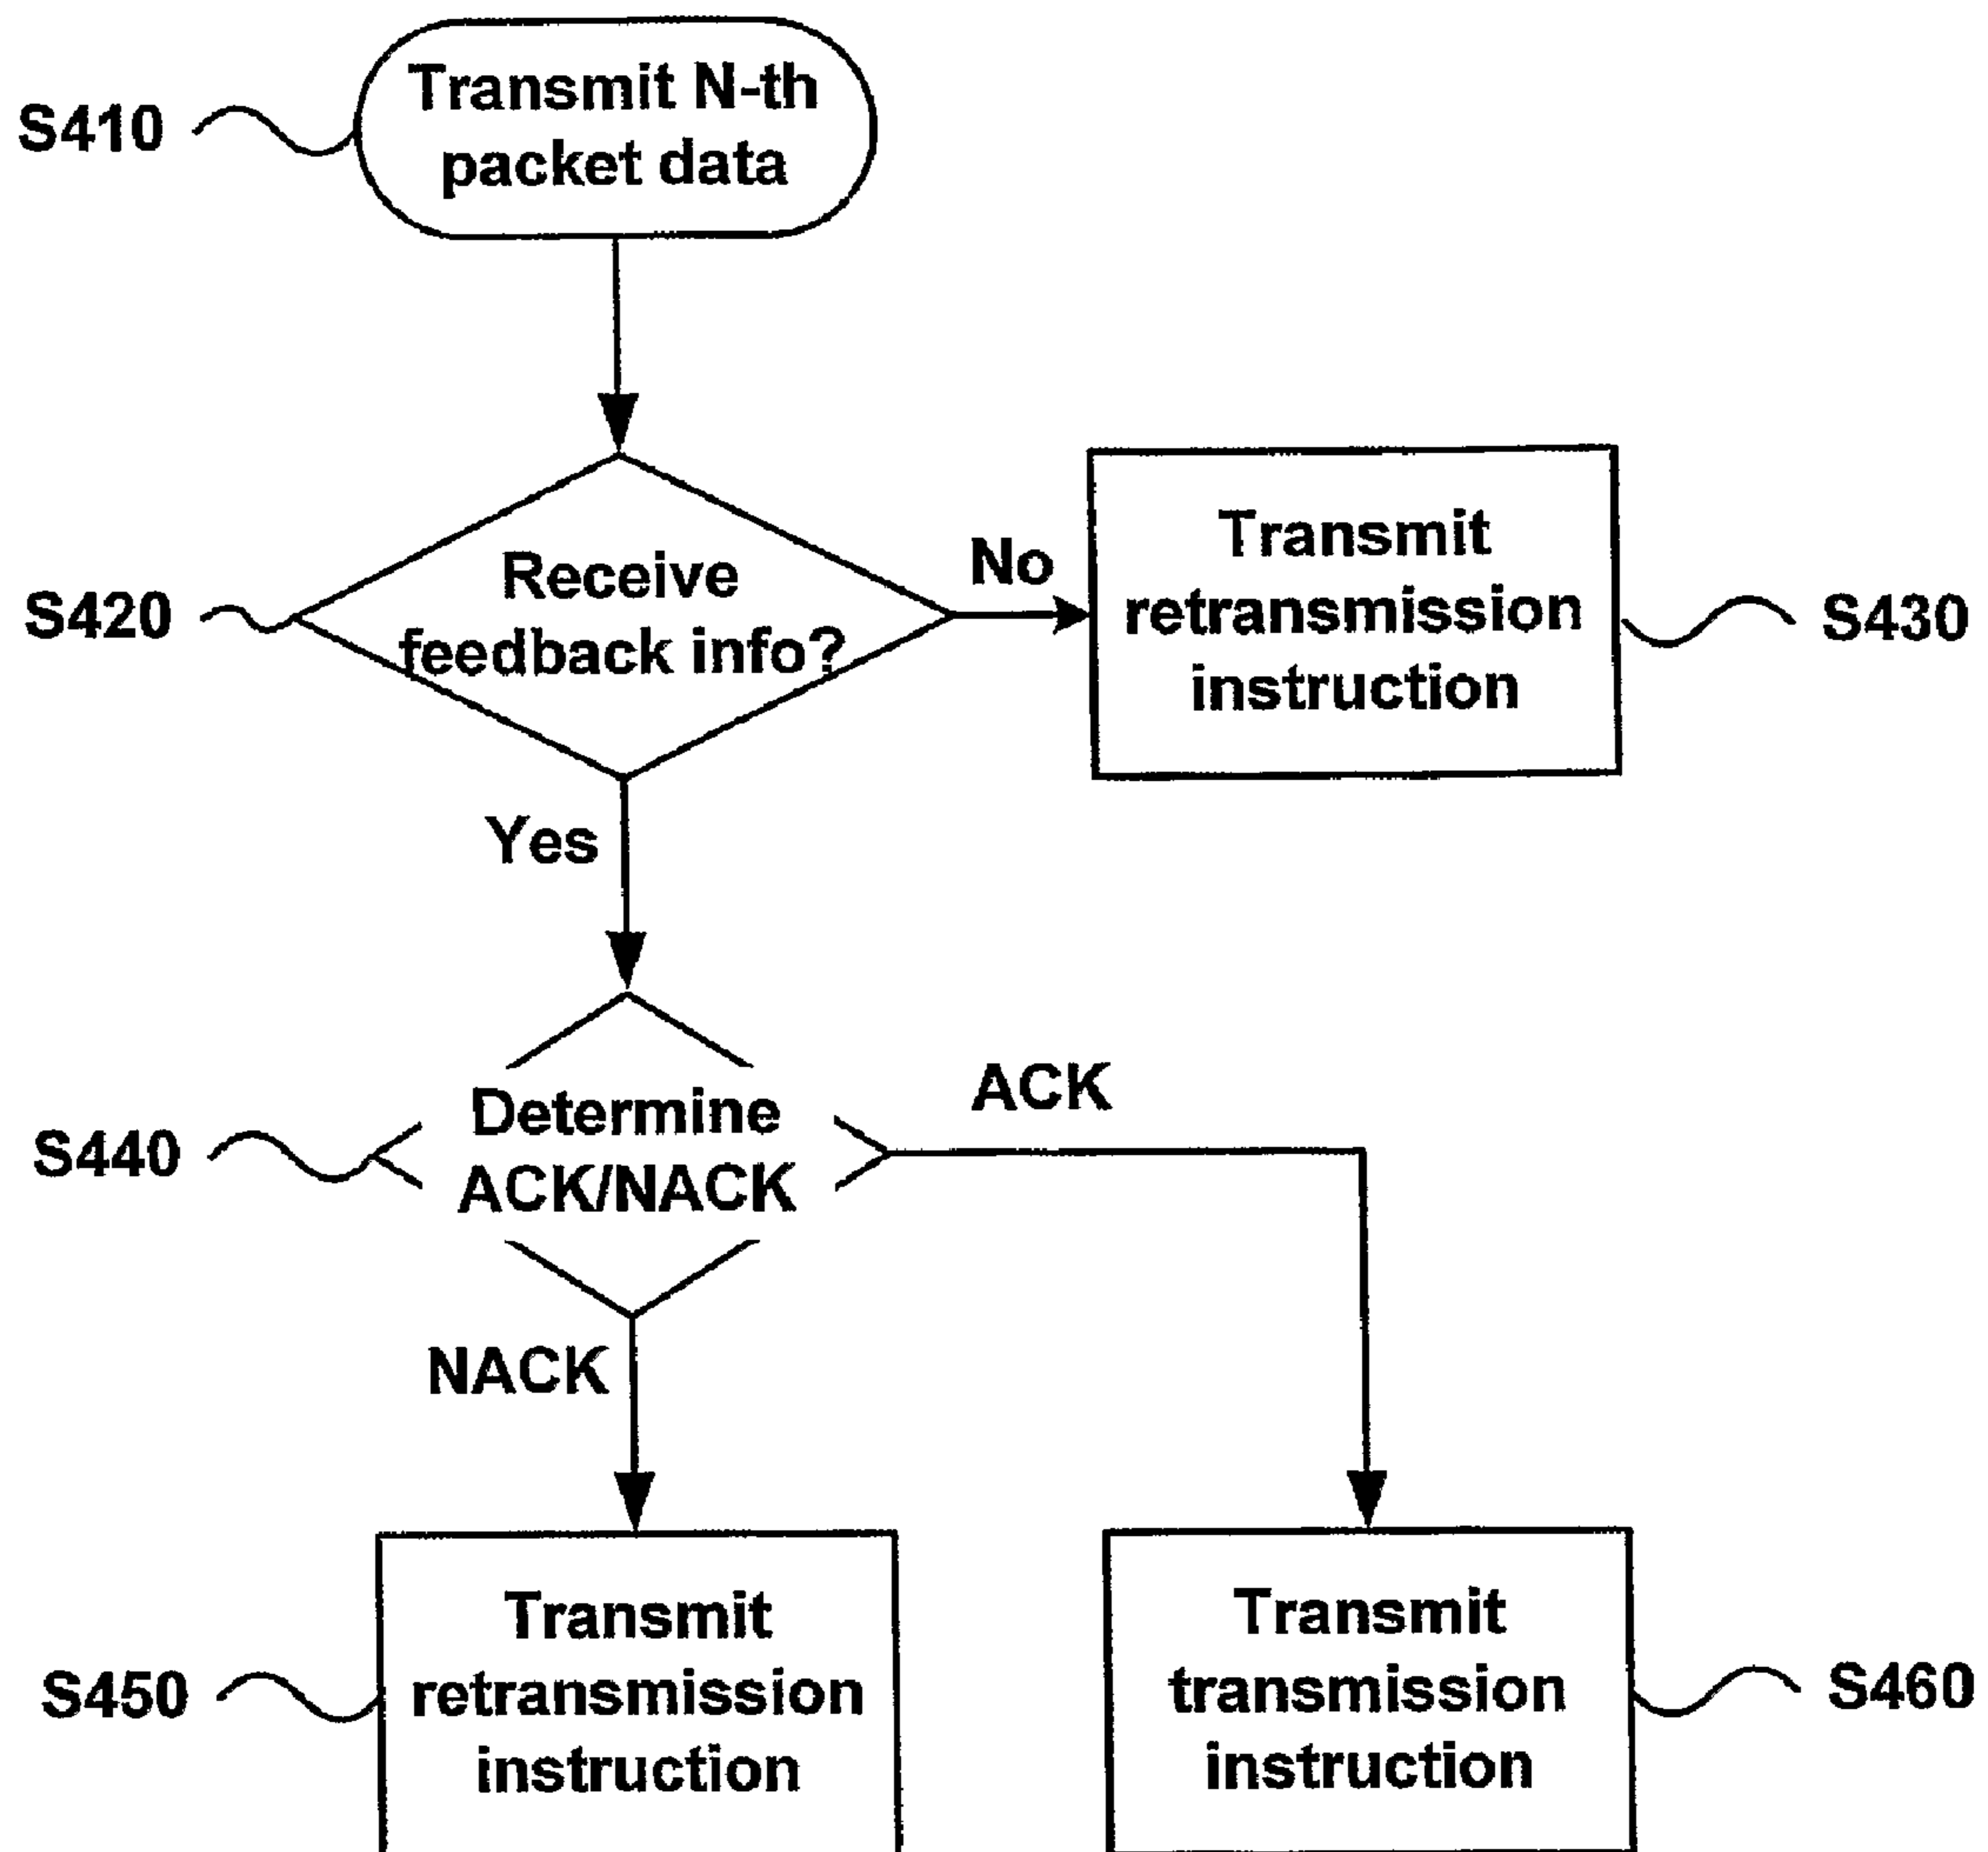 S410
Transmit N-th
packet data
S420
Receive
feedback info?
No
Transmit
retransmission
instruction
S430
Yes
S440
Determine
ACK/NACK
ACK
NACK
S450
Transmit
retransmission
instruction
Transmit
transmission
instruction
S460